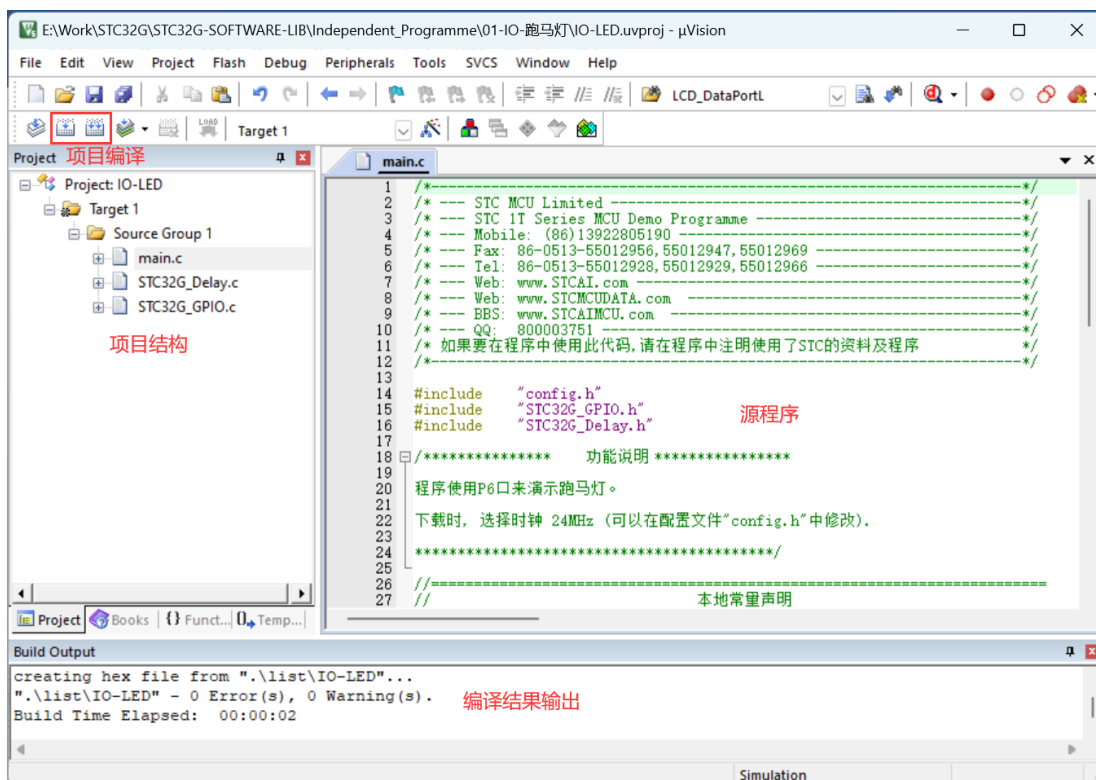 E:\Work\STC32G\STC32G-SOFTWARE-LIB\Independent_Programme\01-IO-跑马灯\IO-LED.uvproj - µVision
File Edit View Project Flash Debug Peripherals Tools SVCS Window Help
LCD_DataPortL
LOAD
Target 1
Project 项目编译
main.c
Project: IO-LED
Target 1
Source Group 1
main.c
STC32G_Delay.c
STC32G_GPIO.c
项目结构
1 /*---------------------------------------------------------------------*/
2 /* --- STC MCU Limited ------------------------------------------------*/
3 /* --- STC 1T Series MCU Demo Programme -------------------------------*/
4 /* --- Mobile: (86)13922805190 ----------------------------------------*/
5 /* --- Fax: 86-0513-55012956,55012947,55012969 ------------------------*/
6 /* --- Tel: 86-0513-55012928,55012929,55012966 ------------------------*/
7 /* --- Web: www.STCAI.com ---------------------------------------------*/
8 /* --- Web: www.STCMCUDATA.com  ---------------------------------------*/
9 /* --- BBS: www.STCAIMCU.com  -----------------------------------------*/
10 /* --- QQ:  800003751 -------------------------------------------------*/
11 /* 如果要在程序中使用此代码,请在程序中注明使用了STC的资料及程序            */
12 /*---------------------------------------------------------------------*/
13
14 #include "config.h"
15 #include "STC32G_GPIO.h"
16 #include "STC32G_Delay.h"
源程序
17
18 /*************** 功能说明 ****************
19
20 程序使用P6口来演示跑马灯。
21
22 下载时, 选择时钟 24MHz (可以在配置文件"config.h"中修改).
23
24 ******************************************/
25
26 //========================================================================
27 // 本地常量声明
Project Books {} Funct... 0 Temp...
Build Output
creating hex file from ".\list\IO-LED"...
".\list\IO-LED" - 0 Error(s), 0 Warning(s).
Build Time Elapsed:  00:00:02
编译结果输出
Simulation